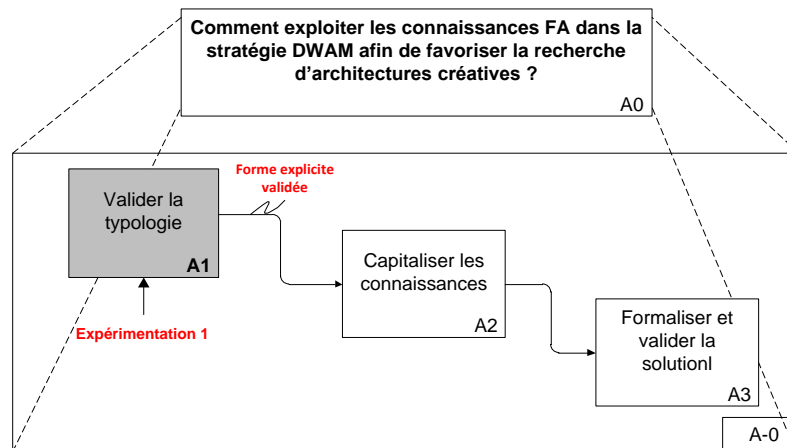 Comment exploiter les connaissances FA dans la
stratégie DWAM afin de favoriser la recherche
d'architectures créatives ?
A0
Forme explicite
validée
Valider la
typologie
A1
Expérimentation 1
Capitaliser les
connaissances
A2
Formaliser et
valider la
solutionl
A3
A-0